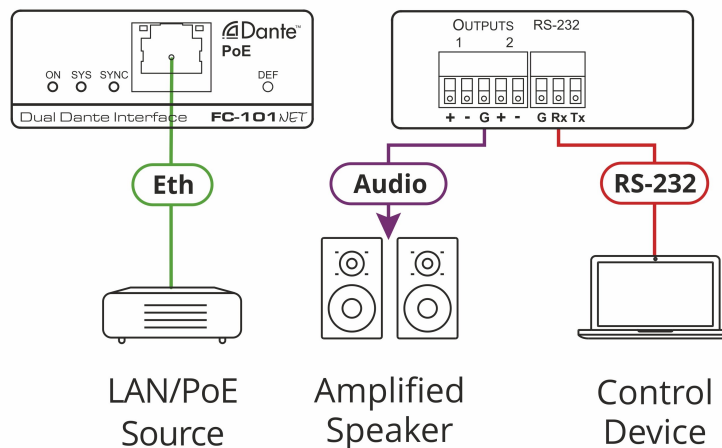 Dante™
PoE
ON SYS SYNC DEF
Dual Dante Interface FC-101NET
OUTPUTS RS-232
1 2
+ - G + - G Rx Tx
Eth
Audio
RS-232
LAN/PoE
Source
Amplified
Speaker
Control
Device